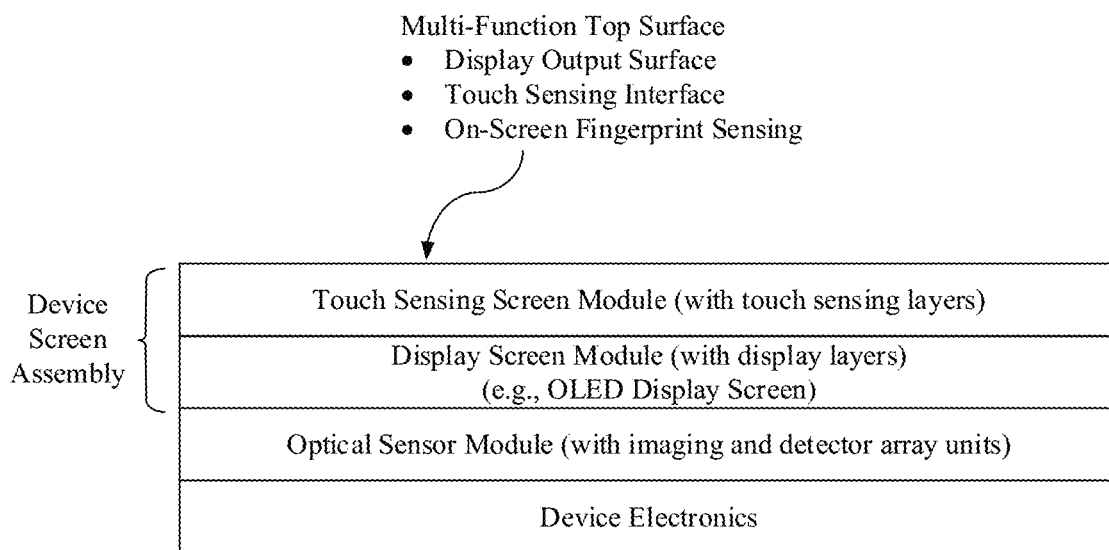 Multi-Function Top Surface
• Display Output Surface
• Touch Sensing Interface
• On-Screen Fingerprint Sensing
Device
Screen
Assembly
Touch Sensing Screen Module (with touch sensing layers)
Display Screen Module (with display layers)
(e.g., OLED Display Screen)
Optical Sensor Module (with imaging and detector array units)
Device Electronics